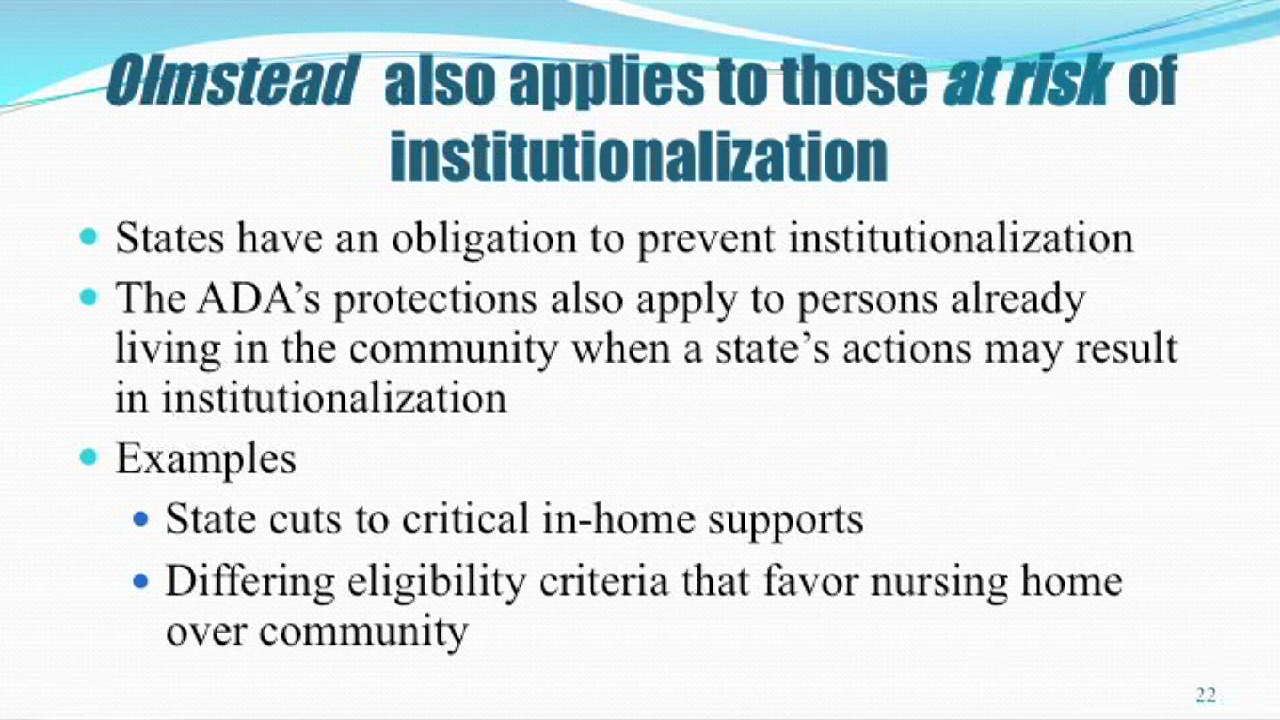 Olmstead also applies to those at risk of
institutionalization
• States have an obligation to prevent institutionalization
• The ADA’s protections also apply to persons already
living in the community when a state’s actions may result
in institutionalization
• Examples
• State cuts to critical in-home supports
• Differing eligibility criteria that favor nursing home
over community
22